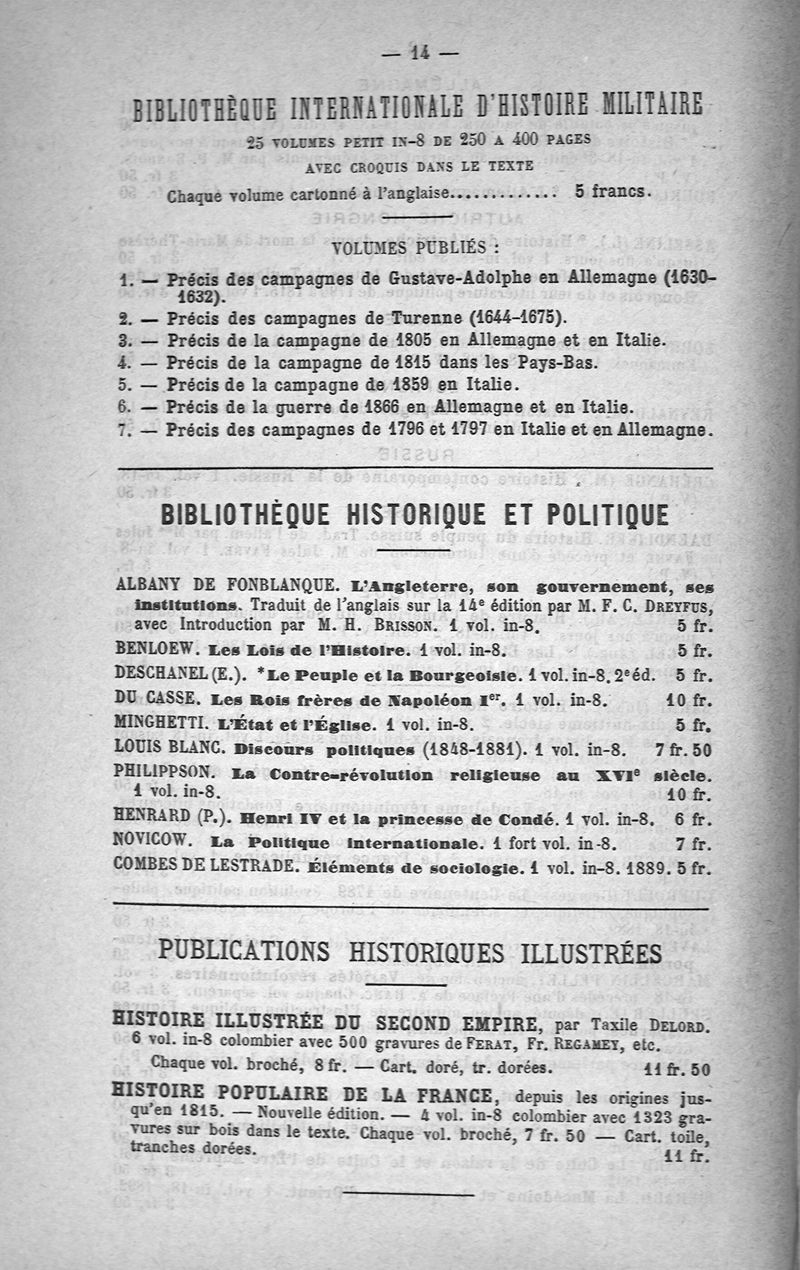 — 14 —
BIBLIOTHÈQUE INTERNATIONALE D'HISTOIRE MILITAIRE
25 VOLUMES PETIT IN-8 DE 250 A 400 PAGES
AVEC CROQUIS DANS LE TEXTE
Chaque volume cartonné à l'anglaise............. 5 francs.
VOLUMES PUBLIÉS :
1. — Précis des campagnes de Gustave-Adolphe en Allemagne (1630-
1632).
2. — Précis des campagnes de Turenne (1644-1675).
3. — Précis de la campagne de 1805 en Allemagne et en Italie.
4. — Précis de la campagne de 1815 dans les Pays-Bas.
5. — Précis de la campagne de 1859 en Italie.
6. — Précis de la guerre de 1866 en Allemagne et en Italie.
7. — Précis des campagnes de 1796 et 1797 en Italie et en Allemagne.
BIBLIOTHÈQUE HISTORIQUE ET POLITIQUE
ALBANY DE FONBLANQUE. L'Angleterre, son gouvernement, ses
institutions. Traduit de l'anglais sur la 14e édition par M. F. C. DREYFUS,
avec Introduction par M. H. BRISSON. 1 vol. in-8. 5 fr.
BENLOEW. Les Lois de l'Histoire. 1 vol. in-8. 5 fr.
DESCHANEL (E.). *Le Peuple et la Bourgeoisie. 1 vol. in-8. 2e éd. 5 fr.
DU CASSE. Les Rois frères de Napoléon Ier. 1 vol. in-8. 10 fr.
MINGHETTI. L'État et l'Église. 1 vol. in-8. 5 fr.
LOUIS BLANC. Discours politiques (1848-1881). 1 vol. in-8. 7 fr. 50
PHILIPPSON. La Contre-révolution religieuse au XVIe siècle.
1 vol. in-8. 10 fr.
HENRARD (P.). Henri IV et la princesse de Condé. 1 vol. in-8. 6 fr.
NOVICOW. La Politique internationale. 1 fort vol. in-8. 7 fr.
COMBES DE LESTRADE. Éléments de sociologie. 1 vol. in-8. 1889. 5 fr.
PUBLICATIONS HISTORIQUES ILLUSTRÉES
HISTOIRE ILLUSTRÉE DU SECOND EMPIRE, par Taxile DELORD.
6 vol. in-8 colombier avec 500 gravures de FERAT, Fr. REGAMEY, etc.
Chaque vol. broché, 8 fr. — Cart. doré, tr. dorées. 11 fr. 50
HISTOIRE POPULAIRE DE LA FRANCE, depuis les origines jus-
qu'en 1815. — Nouvelle édition. — 4 vol. in-8 colombier avec 1323 gra-
vures sur bois dans le texte. Chaque vol. broché, 7 fr. 50 — Cart. toile,
tranches dorées. 11 fr.